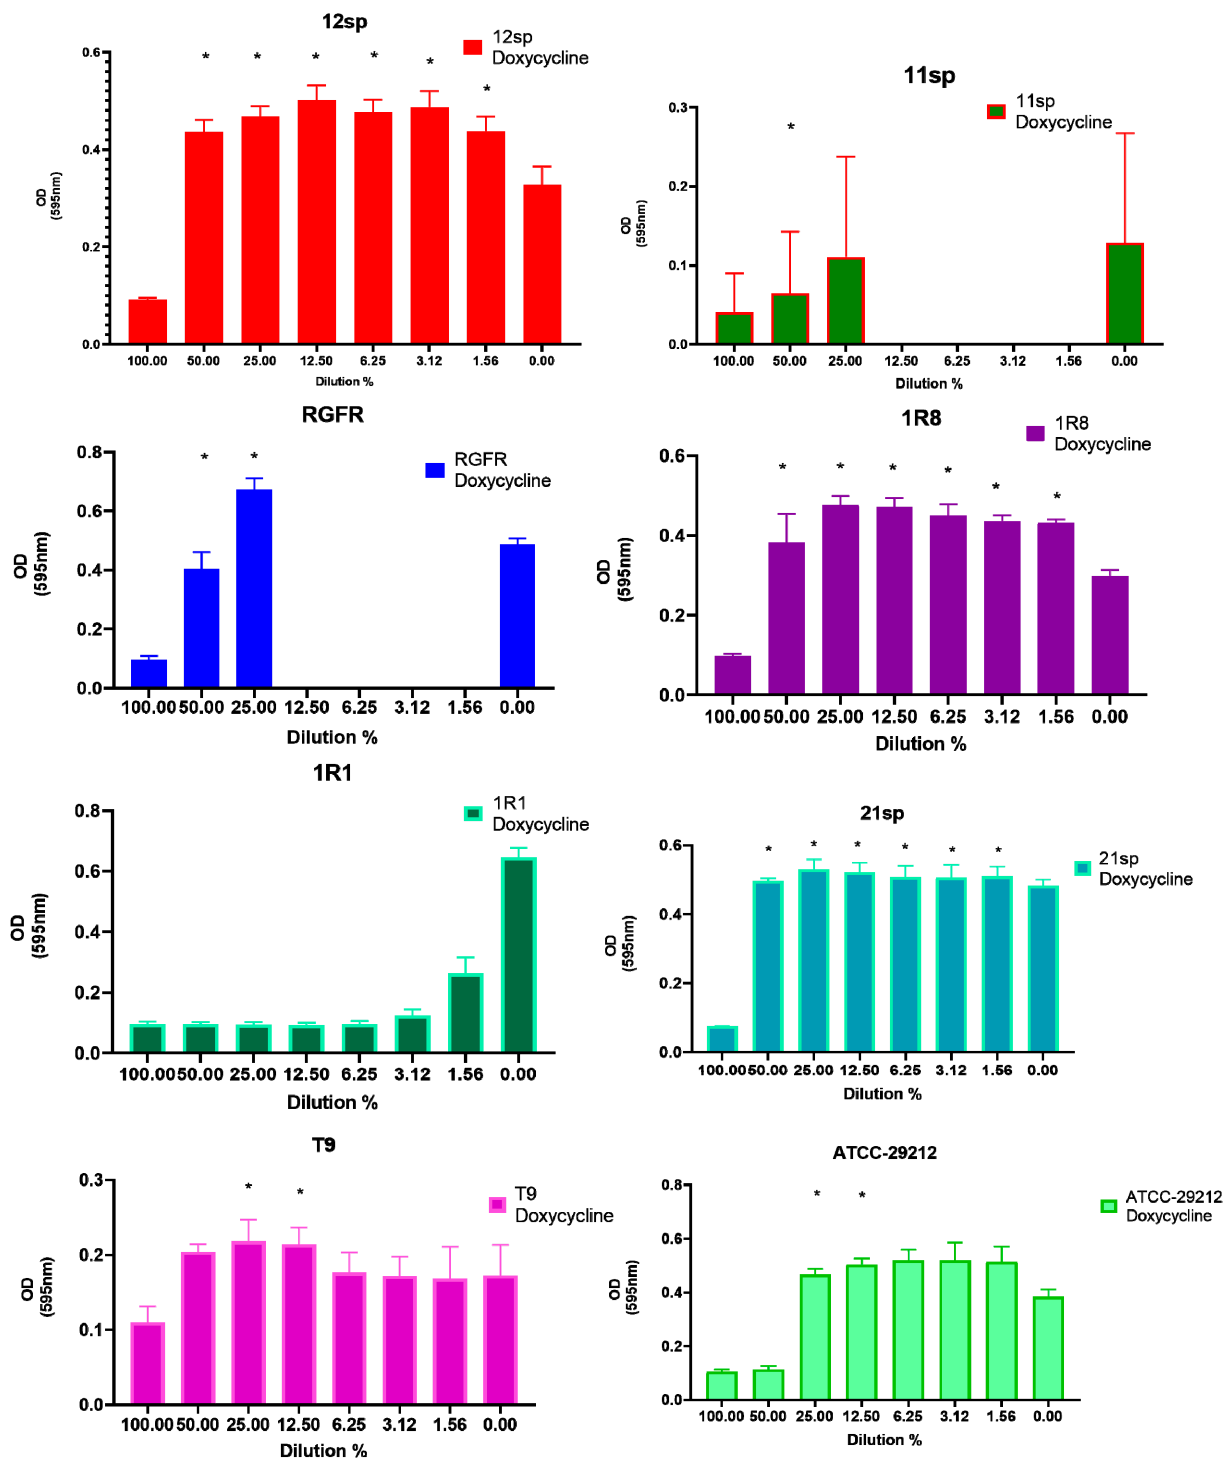 12sp
12sp
Doxycycline
* * * * * *
0.6
0.4
0.2
0.0
OD
(595nm)
100.00 50.00 25.00 12.50 6.25 3.12 1.56 0.00
Dilution %
11sp
11sp
Doxycycline
*
0.3
0.2
0.1
0.0
OD
(595nm)
100.00 50.00 25.00 12.50 6.25 3.12 1.56 0.00
Dilution %
RGFR
RGFR
Doxycycline
* *
0.8
0.6
0.4
0.2
0.0
OD
(595nm)
100.00 50.00 25.00 12.50 6.25 3.12 1.56 0.00
Dilution %
1R8
1R8
Doxycycline
* * * * * *
0.6
0.4
0.2
0.0
OD
(595nm)
100.00 50.00 25.00 12.50 6.25 3.12 1.56 0.00
Dilution %
1R1
1R1
Doxycycline
0.8
0.6
0.4
0.2
0.0
OD
(595nm)
100.00 50.00 25.00 12.50 6.25 3.12 1.56 0.00
Dilution %
21sp
21sp
Doxycycline
* * * * * *
0.6
0.4
0.2
0.0
OD
(595nm)
100.00 50.00 25.00 12.50 6.25 3.12 1.56 0.00
Dilution %
T9
T9
Doxycycline
* *
0.3
0.2
0.1
0.0
OD
(595nm)
100.00 50.00 25.00 12.50 6.25 3.12 1.56 0.00
Dilution %
ATCC-29212
ATCC-29212
Doxycycline
* *
0.8
0.6
0.4
0.2
0.0
OD
(595nm)
100.00 50.00 25.00 12.50 6.25 3.12 1.56 0.00
Dilution %